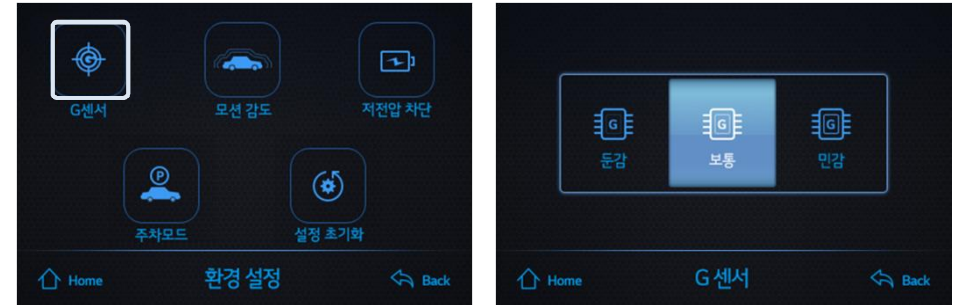 G센서
모션 감도
저전압 차단
P
주차모드
설정 초기화
Home
환경 설정
Back
G
둔감
G
보통
G
민감
Home
G 센서
Back